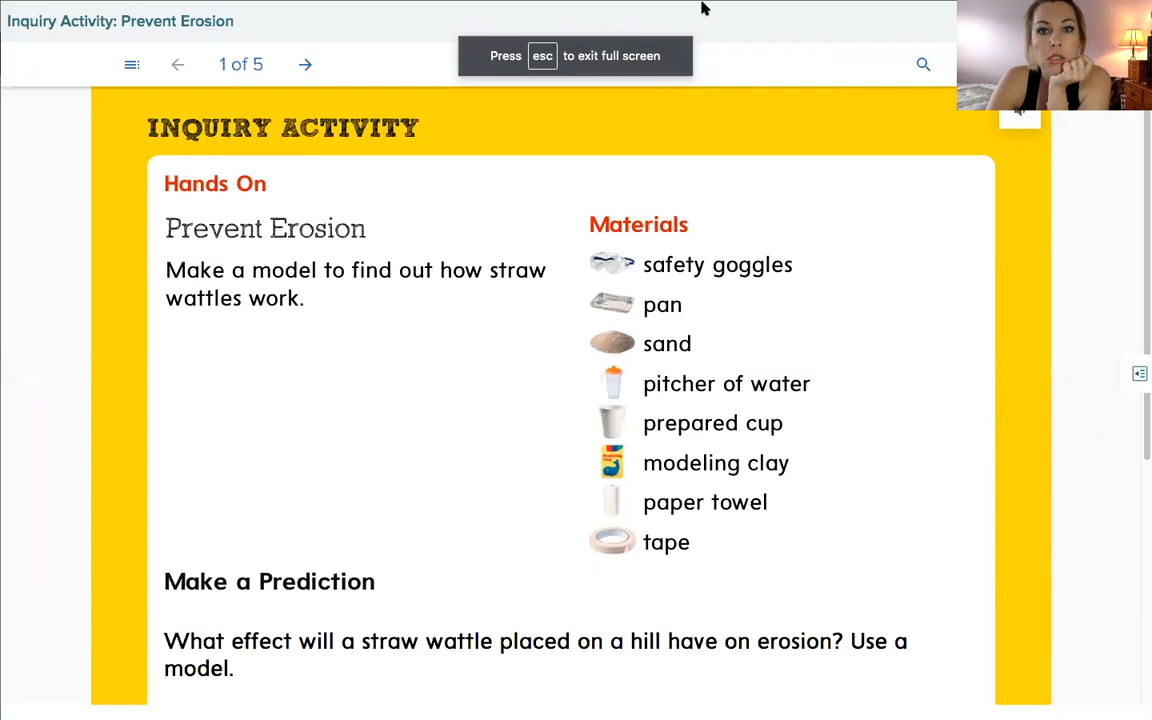 Inquiry Activity: Prevent Erosion
1 of 5
Press esc to exit full screen
INQUIRY ACTIVITY
Hands On
Prevent Erosion
Make a model to find out how straw
wattles work.
Materials
safety goggles
pan
sand
pitcher of water
prepared cup
modeling clay
paper towel
tape
Make a Prediction
What effect will a straw wattle placed on a hill have on erosion? Use a
model.